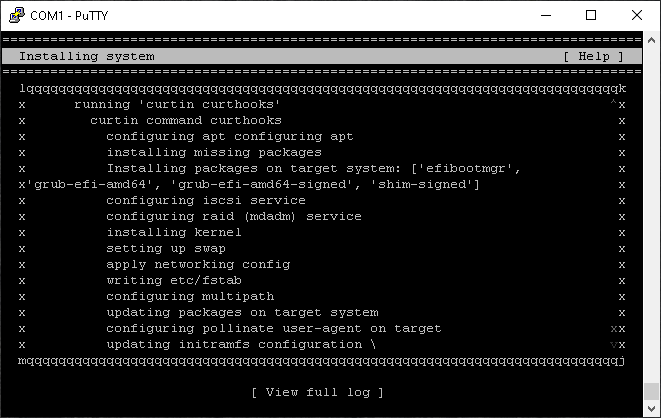 COM1 - PuTTY
================================================================================
Installing system [ Help ]
================================================================================
lqqqqqqqqqqqqqqqqqqqqqqqqqqqqqqqqqqqqqqqqqqqqqqqqqqqqqqqqqqqqqqqqqqqqqqqqqqk
x running 'curtin curthooks' ^x
x curtin command curthooks x
x configuring apt configuring apt x
x installing missing packages x
x Installing packages on target system: ['efibootmgr', x
x'grub-efi-amd64', 'grub-efi-amd64-signed', 'shim-signed'] x
x configuring iscsi service x
x configuring raid (mdadm) service x
x installing kernel x
x setting up swap x
x apply networking config x
x writing etc/fstab x
x configuring multipath x
x updating packages on target system x
x configuring pollinate user-agent on target xx
x updating initramfs configuration \ vx
mqqqqqqqqqqqqqqqqqqqqqqqqqqqqqqqqqqqqqqqqqqqqqqqqqqqqqqqqqqqqqqqqqqqqqqqqqqj
[ View full log ]